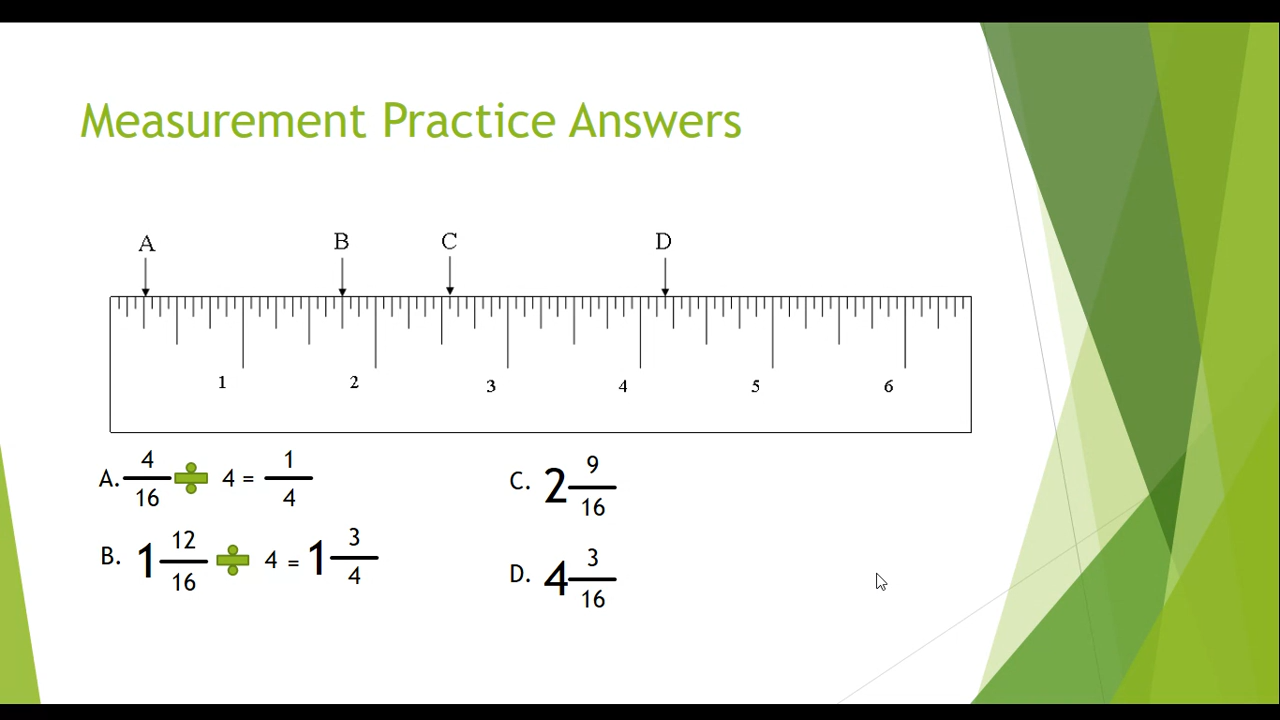 Measurement Practice Answers
A B C D
1 2 3 4 5 6
A. 4/16 ÷ 4 = 1/4
B. 1 12/16 ÷ 4 = 1 3/4
C. 2 9/16
D. 4 3/16